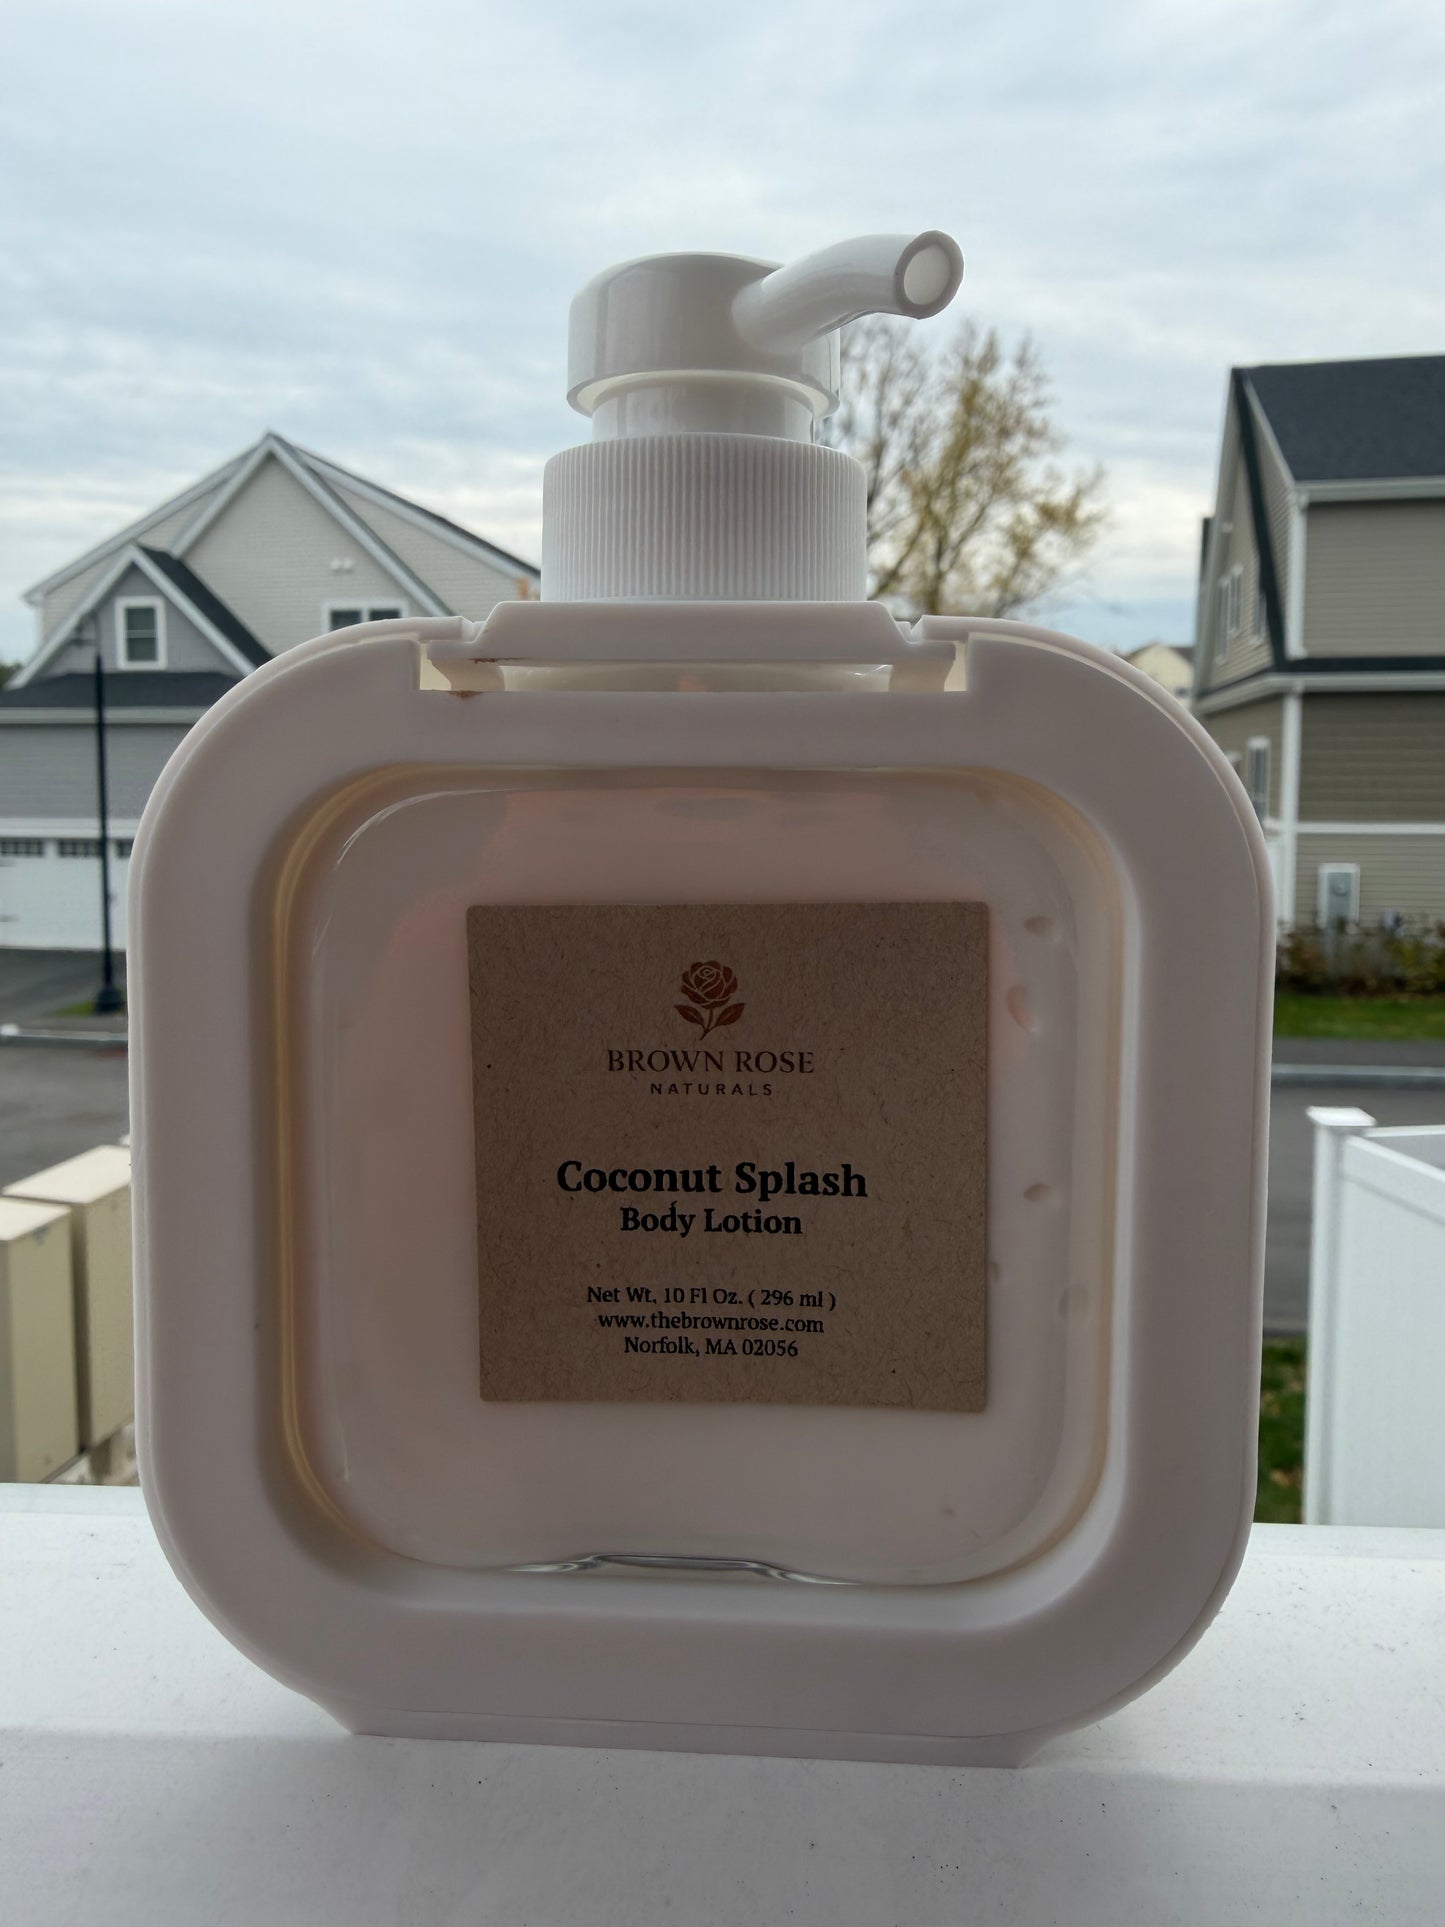 BROWN ROSE
NATURALS
Coconut Splash
Body Lotion
Net Wt. 10 Fl Oz. ( 296 ml )
www.thebrownrose.com
Norfolk, MA 02056